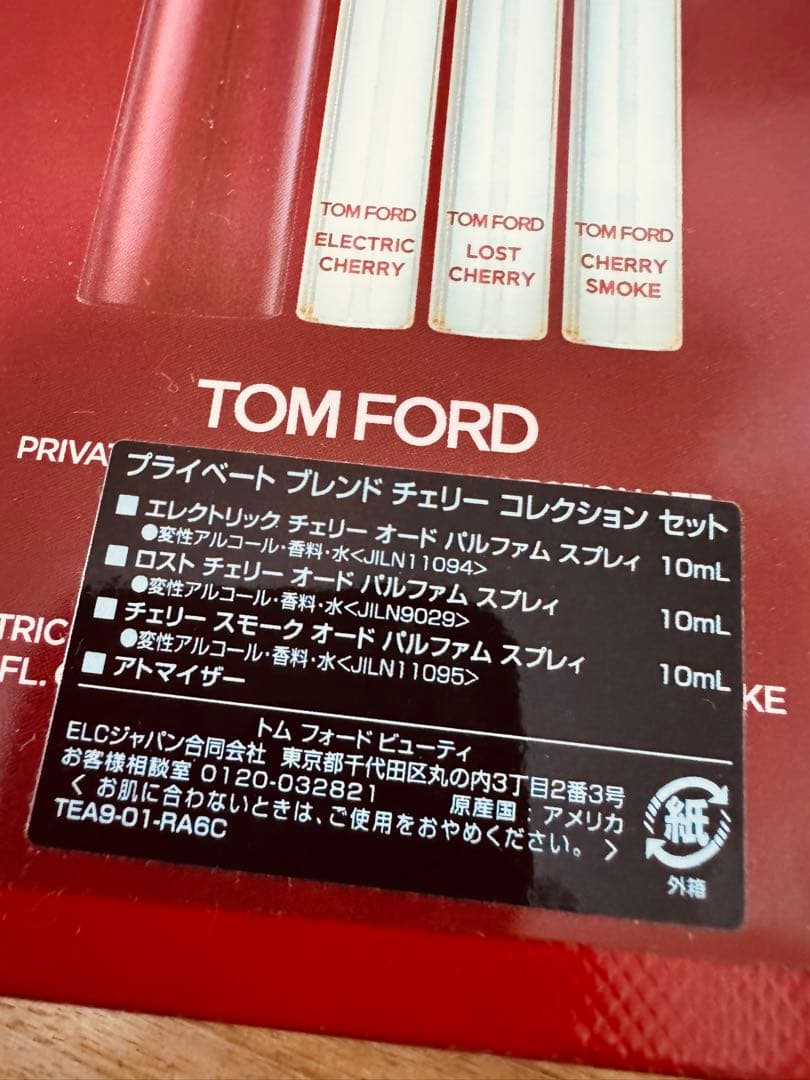 TOM FORD
ELECTRIC
CHERRY
TOM FORD
LOST
CHERRY
TOM FORD
CHERRY
SMOKE
TOM FORD
プライベート ブレンド チェリー コレクション セット
■ エレクトリック チェリー オード パルファム スプレィ 10mL
●変性アルコール・香料・水<JILN11094>
■ ロスト チェリー オード パルファム スプレィ 10mL
●変性アルコール・香料・水<JILN9029>
■ チェリー スモーク オード パルファム スプレィ 10mL
●変性アルコール・香料・水<JILN11095>
■ アトマイザー
トム フォード ビューティ
ELCジャパン合同会社 東京都千代田区丸の内3丁目2番3号
お客様相談室 0120-032821 原産国:アメリカ
< お肌に合わないときは、ご使用をおやめください。 >
TEA9-01-RA6C
紙
外箱
FL.